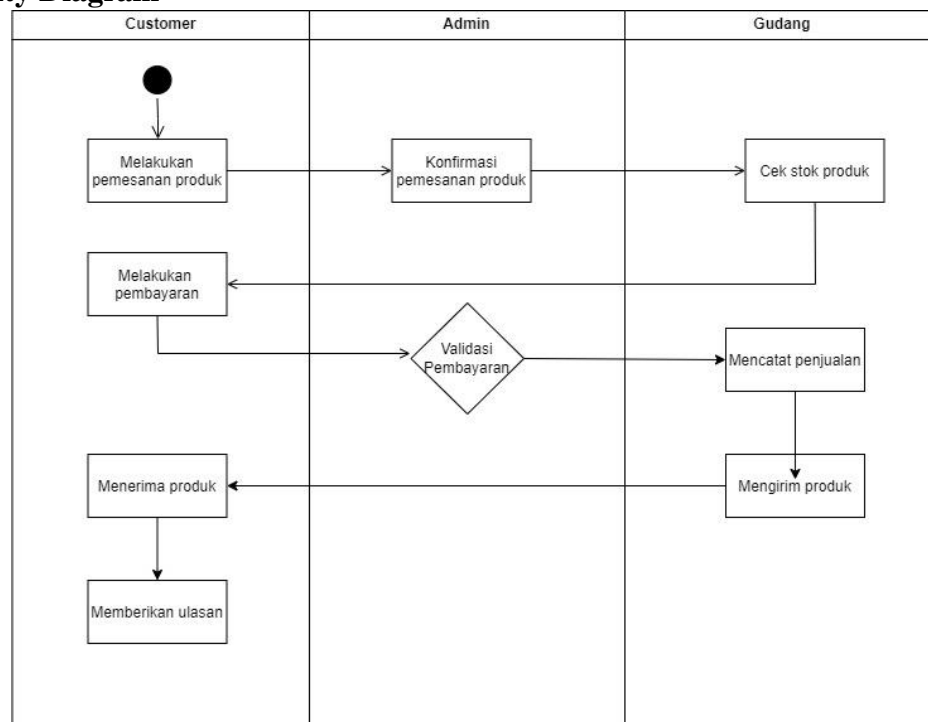 Diagram
Customer
Admin
Gudang
Melakukan
pemesanan produk
Konfirmasi
pemesanan produk
Cek stok produk
Melakukan
pembayaran
Validasi
Pembayaran
Mencatat penjualan
Menerima produk
Mengirim produk
Memberikan ulasan